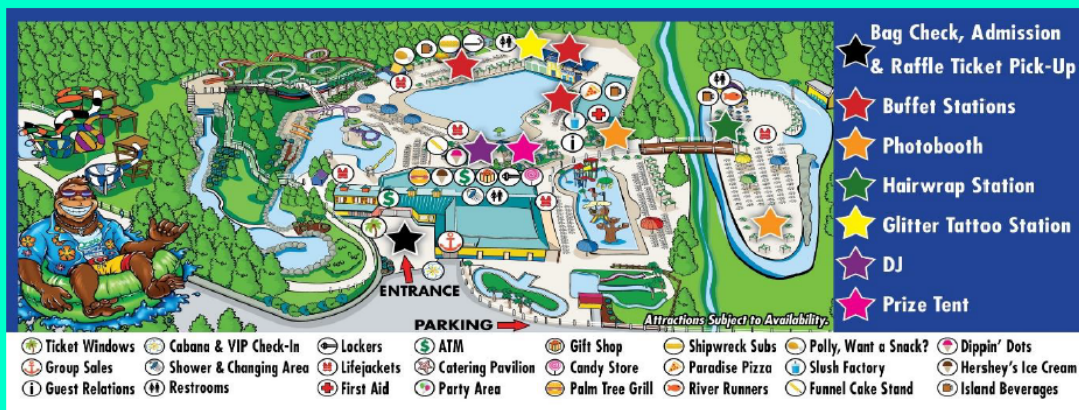 Bag Check, Admission
& Raffle Ticket Pick-Up
Buffet Stations
Photobooth
Hairwrap Station
Glitter Tattoo Station
DJ
Prize Tent
ENTRANCE
PARKING
Attractions Subject to Availability.
Ticket Windows
Cabana & VIP Check-In
Lockers
ATM
Gift Shop
Shipwreck Subs
Polly, Want a Snack?
Dippin' Dots
Group Sales
Shower & Changing Area
Lifejackets
Catering Pavilion
Candy Store
Paradise Pizza
Slush Factory
Hershey's Ice Cream
Guest Relations
Restrooms
First Aid
Party Area
Palm Tree Grill
River Runners
Funnel Cake Stand
Island Beverages